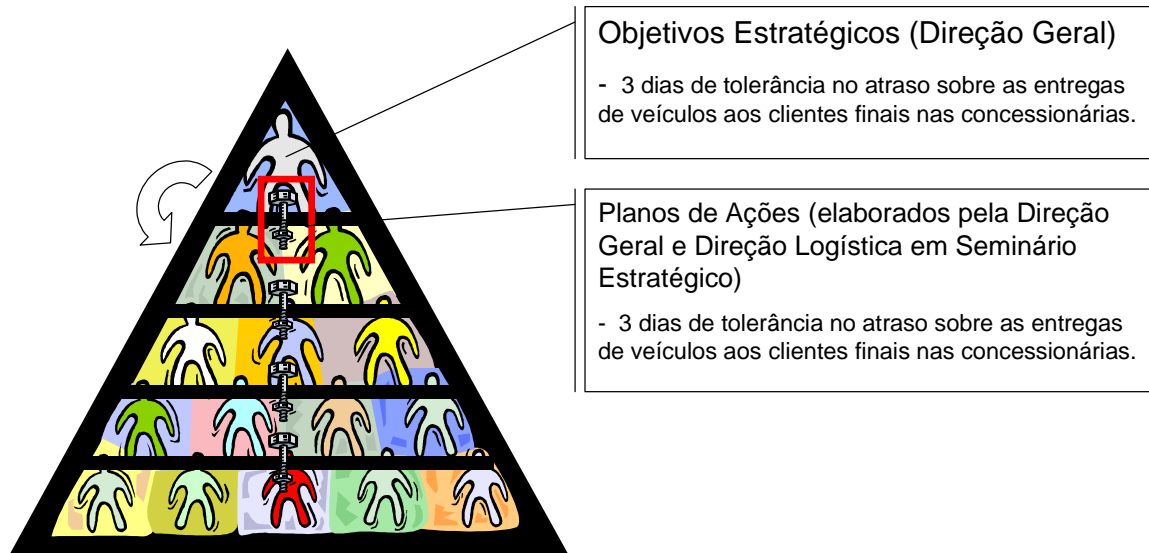 Objetivos Estratégicos (Direção Geral)
- 3 dias de tolerância no atraso sobre as entregas
de veículos aos clientes finais nas concessionárias.
Planos de Ações (elaborados pela Direção
Geral e Direção Logística em Seminário
Estratégico)
- 3 dias de tolerância no atraso sobre as entregas
de veículos aos clientes finais nas concessionárias.